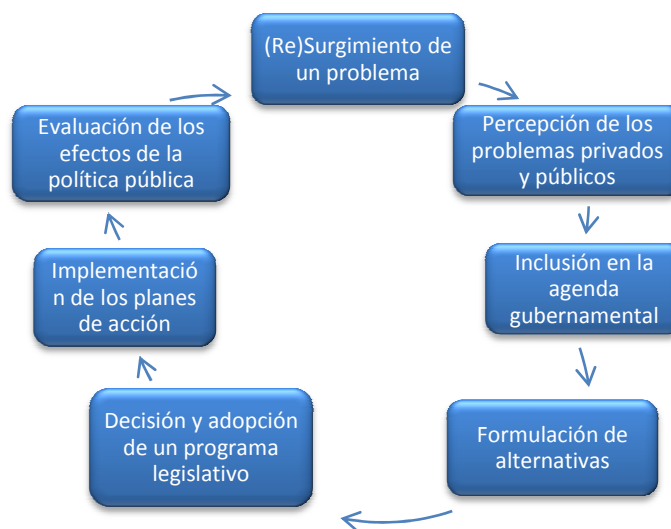 (Re)Surgimiento de
un problema
Percepción de los
problemas privados
y públicos
Inclusión en la
agenda
gubernamental
Formulación de
alternativas
Decisión y adopción
de un programa
legislativo
Implementació
n de los planes
de acción
Evaluación de los
efectos de la
política pública